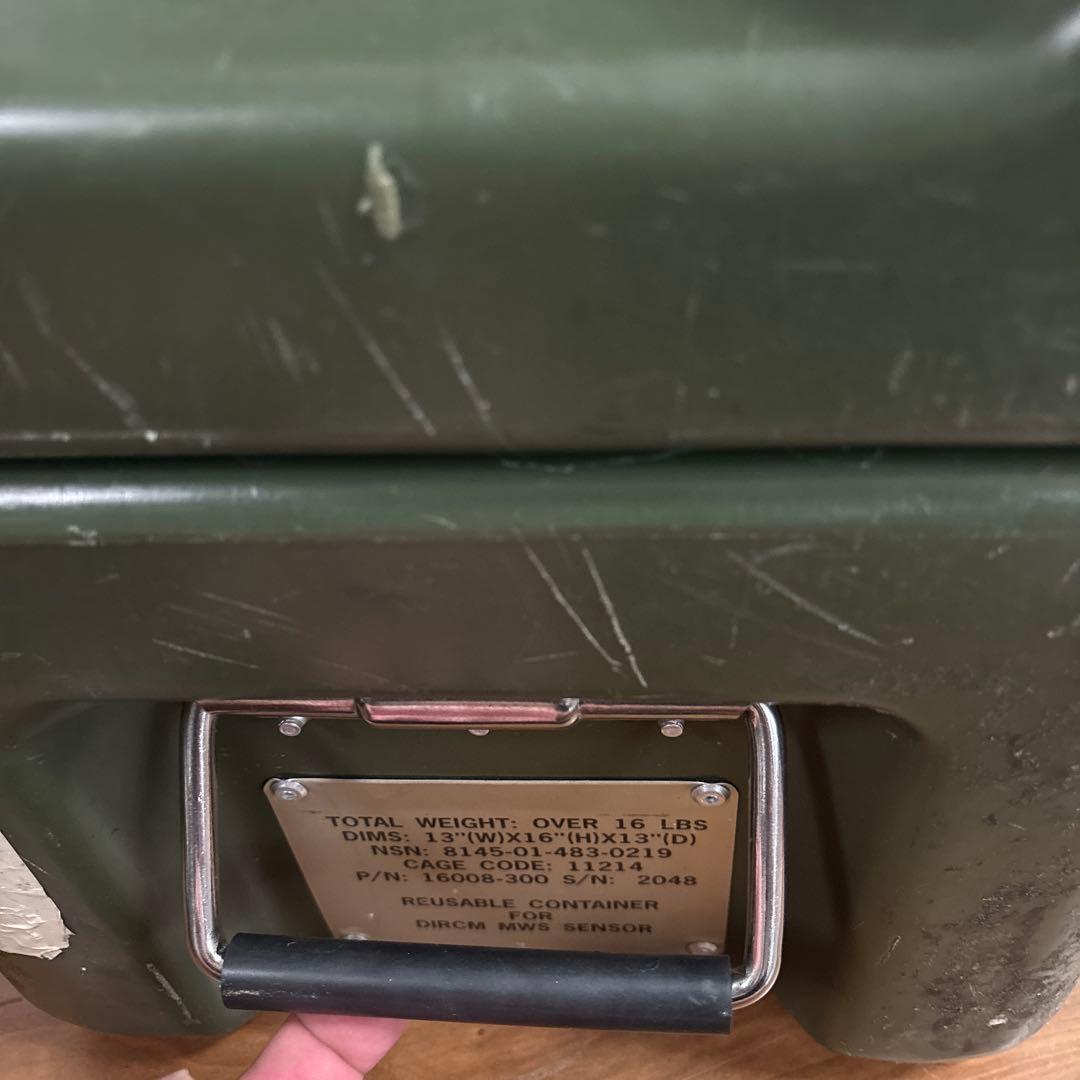 TOTAL WEIGHT: OVER 16 LBS
DIMS: 13"(W)X16"(H)X13"(D)
NSN: 8145-01-483-0219
CAGE CODE: 11214
P/N: 16008-300 S/N: 2048
REUSABLE CONTAINER
FOR
DIRCM MWS SENSOR